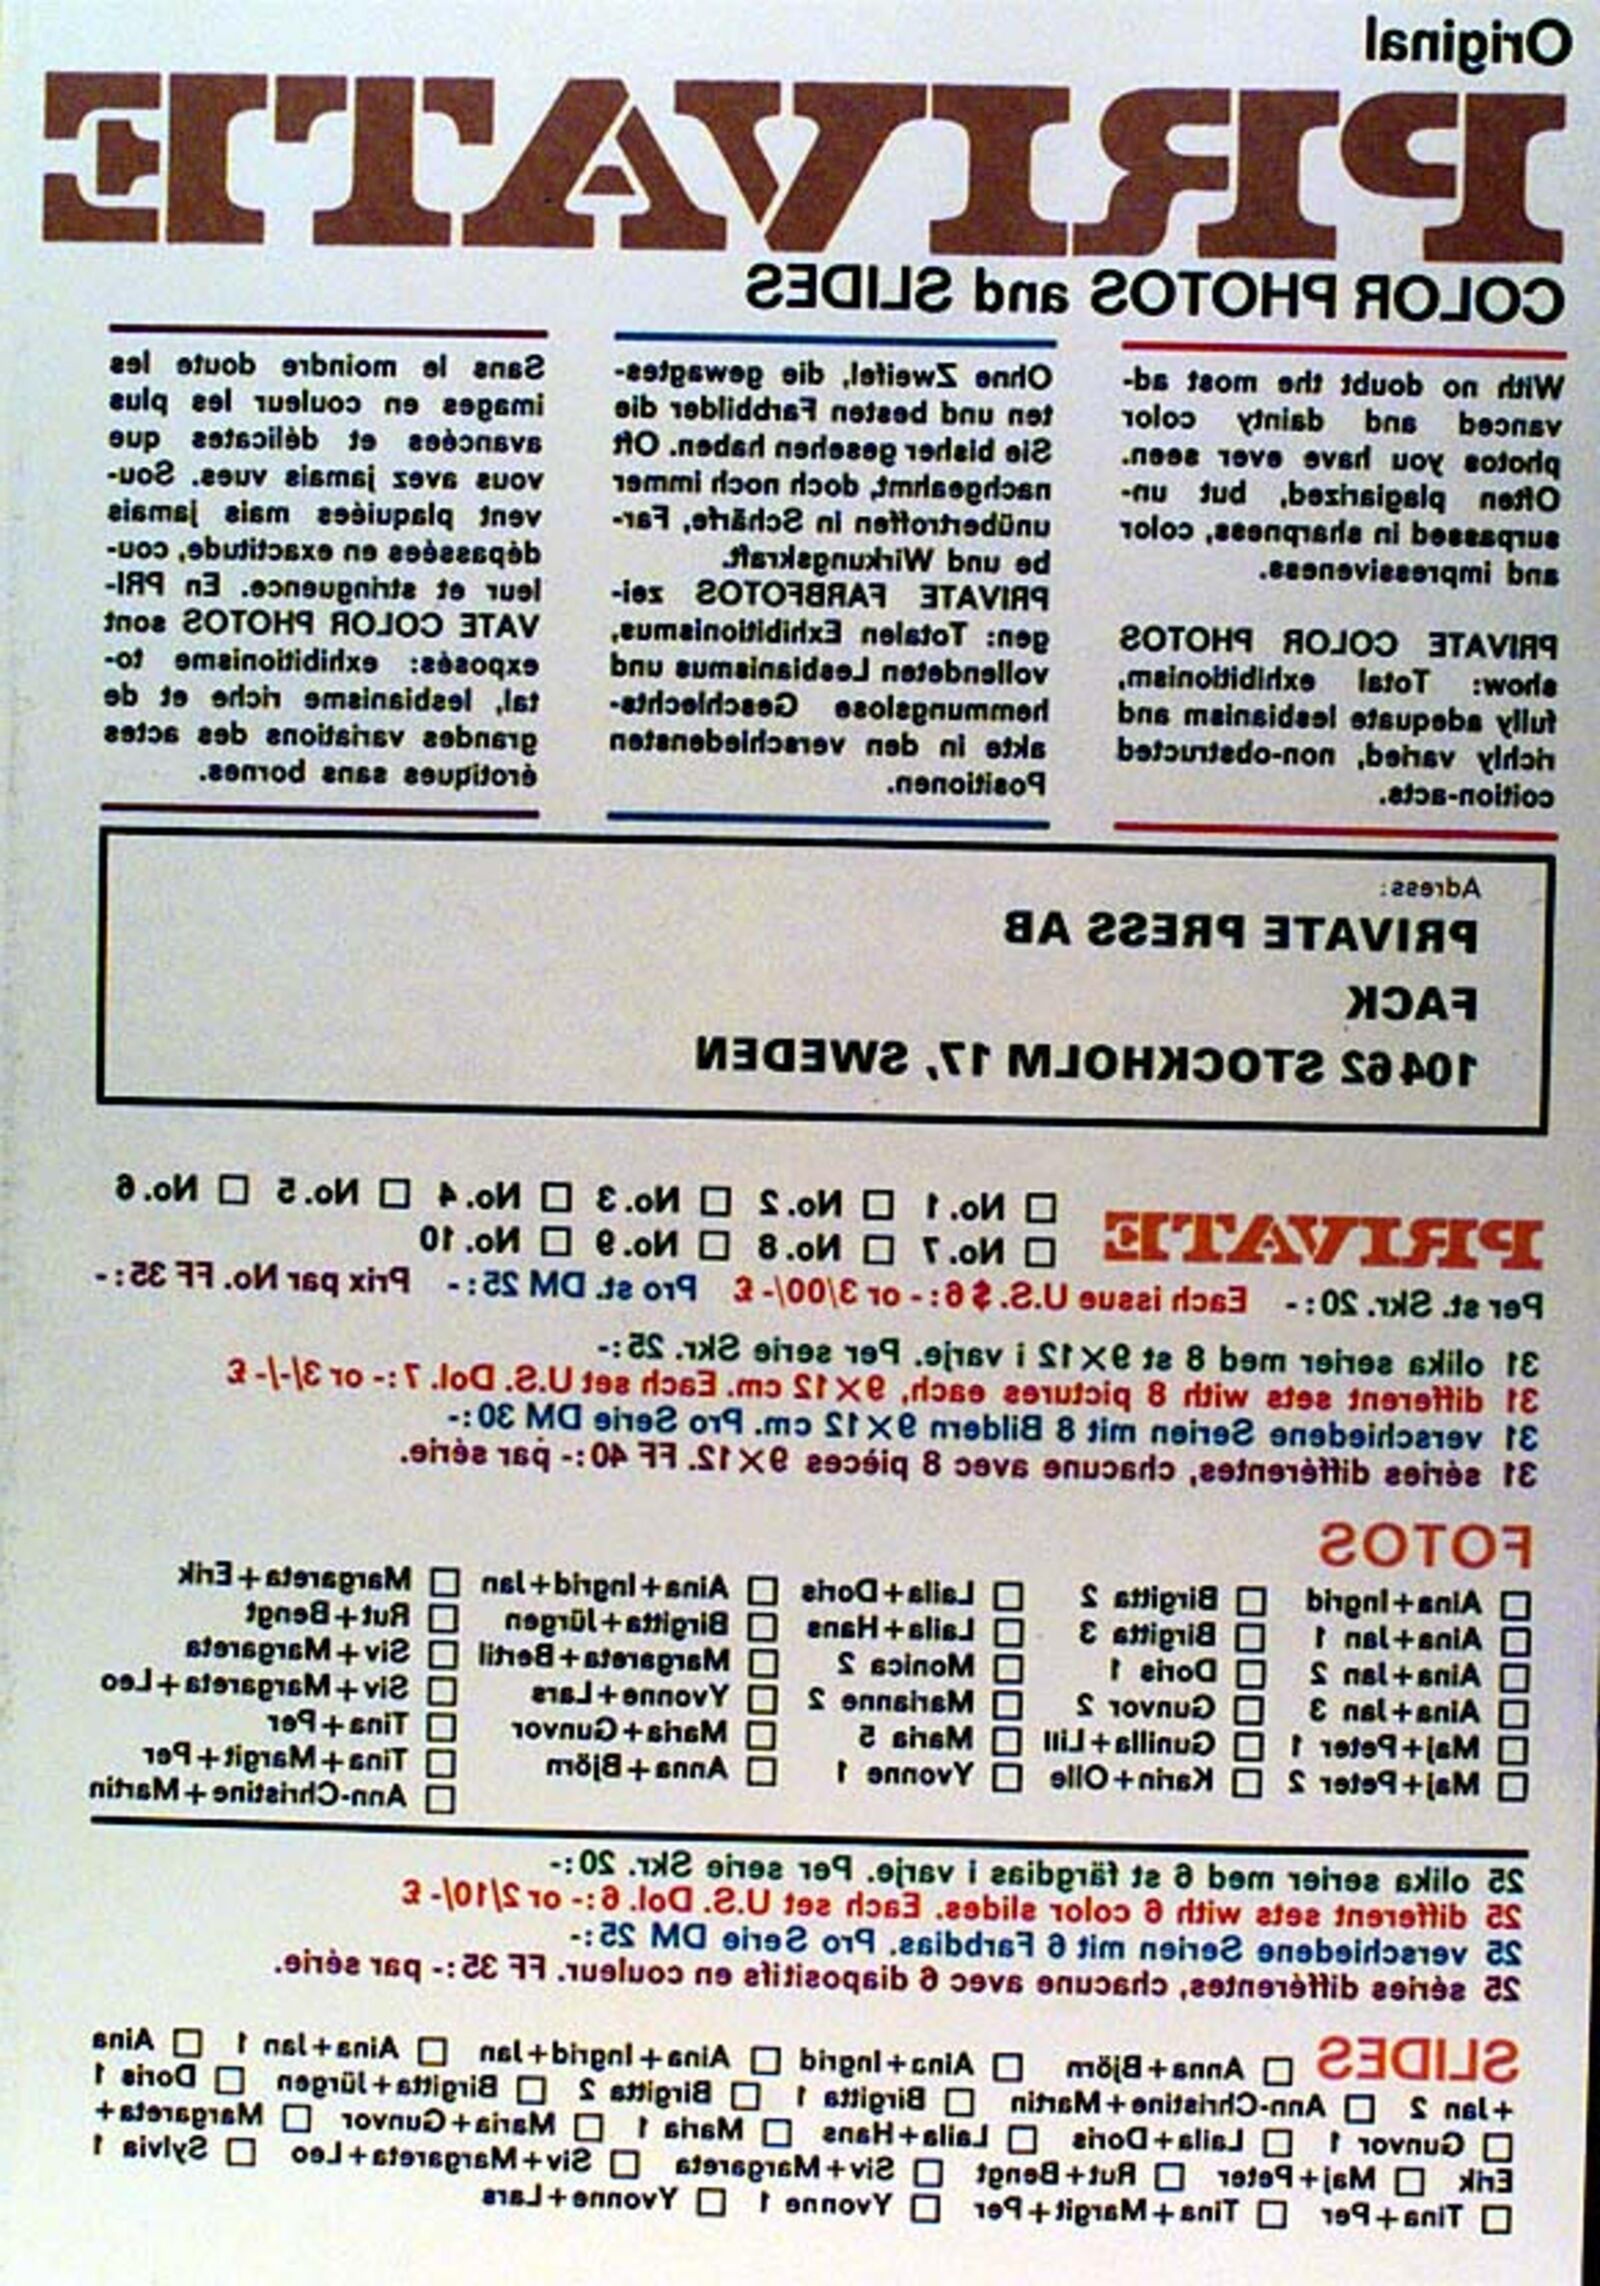 Original
PRIVATE
COLOR PHOTOS and SLIDES
With no doubt the most ad-
vanced and dainty color
photos you have ever seen.
Often plagiarized, but un-
surpassed in sharpness, color
and impressiveness.
PRIVATE COLOR PHOTOS
show: Total exhibitionism,
fully adequate lesbianism and
richly varied, non-obstructed
coition-acts.
Ohne Zweifel, die gewagtes-
ten und besten Farbbilder die
Sie bisher gesehen haben. Oft
nachgeahmt, doch noch immer
unübertroffen in Schärfe, Far-
be und Wirkungskraft.
PRIVATE FARBFOTOS zei-
gen: Totalen Exhibitionismus,
vollendeten Lesbianismus und
hemmungslose Geschlechts-
akte in den verschiedensten
Positionen.
Sans le moindre doute les
images en couleur les plus
avancées et délicates que
vous avez jamais vues. Sou-
vent plaquiées mais jamais
dépassées en exactitude, cou-
leur et stringuence. En PRI-
VATE COLOR PHOTOS sont
exposés: exhibitionisme to-
tal, lesbianisme riche et de
grandes variations des actes
érotiques sans bornes.
Adress:
PRIVATE PRESS AB
FACK
10462 STOCKHOLM 17, SWEDEN
PRIVATE
□ No. 1 □ No. 2 □ No. 3 □ No. 4 □ No. 5 □ No. 6
□ No. 7 □ No. 8 □ No. 9 □ No. 10
Per st. Skr. 20:- Each issue U.S. $ 6:- or 3/00/- £ Pro st. DM 25:- Prix par No. FF 35:-
31 olika serier med 8 st 9×12 i varje. Per serie Skr. 25:-
31 different sets with 8 pictures each, 9×12 cm. Each set U.S. Dol. 7:- or 3/-/- £
31 verschiedene Serien mit 8 Bildern 9×12 cm. Pro Serie DM 30:-
31 séries différentes, chacune avec 8 pièces 9×12. FF 40:- par série.
FOTOS
□ Aina+Ingrid
□ Aina+Jan 1
□ Aina+Jan 2
□ Aina+Jan 3
□ Maj+Peter 1
□ Maj+Peter 2
□ Birgitta 2
□ Birgitta 3
□ Doris 1
□ Gunvor 2
□ Gunilla+Lill
□ Karin+Olle
□ Laila+Doris
□ Laila+Hans
□ Monica 2
□ Marianne 2
□ Maria 5
□ Yvonne 1
□ Aina+Ingrid+Jan
□ Birgitta+Jürgen
□ Margareta+Bertil
□ Yvonne+Lars
□ Maria+Gunvor
□ Anna+Björn
□ Margareta+Erik
□ Rut+Bengt
□ Siv+Margareta
□ Siv+Margareta+Leo
□ Tina+Per
□ Tina+Margit+Per
□ Ann-Christine+Martin
25 olika serier med 6 st färgdias i varje. Per serie Skr. 20:-
25 different sets with 6 color slides. Each set U.S. Dol. 6:- or 2/10/- £
25 verschiedene Serien mit 6 Farbdias. Pro Serie DM 25:-
25 séries différentes, chacune avec 6 diapositifs en couleur. FF 35:- par série.
SLIDES □ Anna+Björn □ Aina+Ingrid □ Aina+Ingrid+Jan □ Aina+Jan 1 □ Aina
+Jan 2 □ Ann-Christine+Martin □ Birgitta 1 □ Birgitta 2 □ Birgitta+Jürgen □ Doris 1
□ Gunvor 1 □ Laila+Doris □ Laila+Hans □ Maria 1 □ Maria+Gunvor □ Margareta+
Erik □ Maj+Peter □ Rut+Bengt □ Siv+Margareta □ Siv+Margareta+Leo □ Sylvia 1
□ Tina+Per □ Tina+Margit+Per □ Yvonne 1 □ Yvonne+Lars